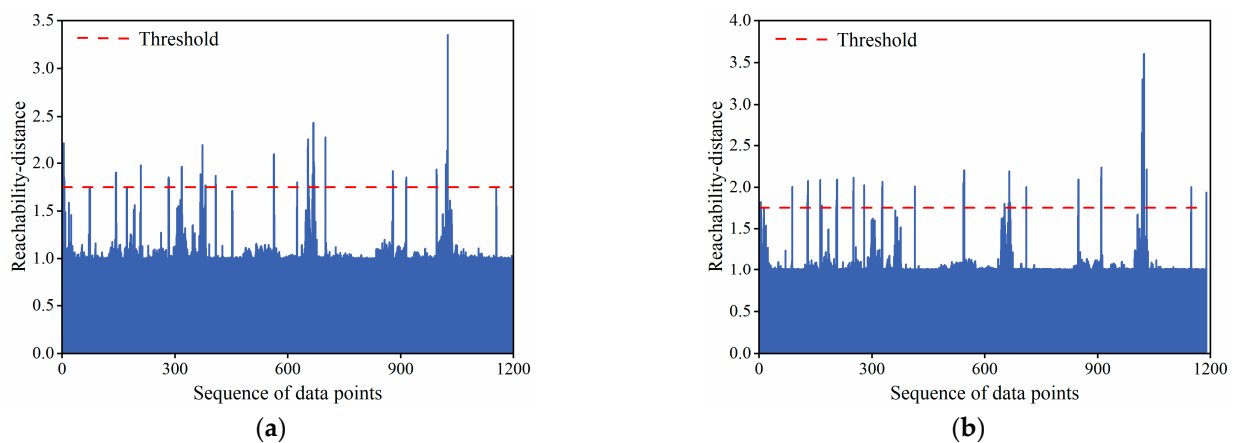 3.5
Threshold
3.0
2.5
2.0
1.5
1.0
0.5
0.0
Reachability-distance
0 300 600 900 1200
Sequence of data points
(a)
4.0
Threshold
3.5
3.0
2.5
2.0
1.5
1.0
0.5
0.0
Reachability-distance
0 300 600 900 1200
Sequence of data points
(b)